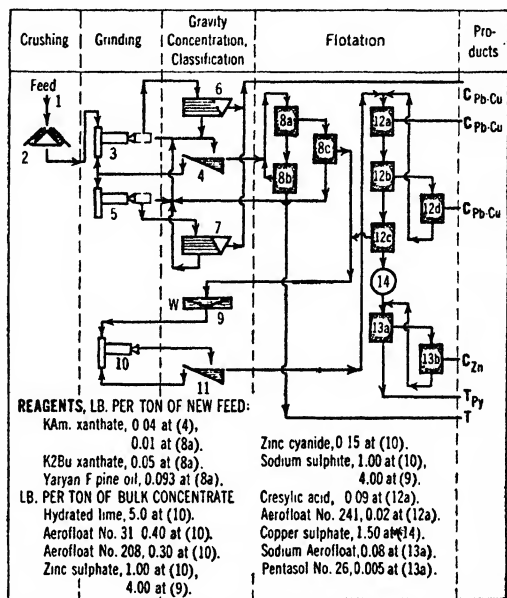 Crushing
Grinding
Gravity Concentration, Classification
Flotation
Pro-ducts
Feed
1
2
3
4
5
6
7
8a
8b
8c
W
9
10
11
12a
12b
12c
12d
14
13a
13b
C Pb-Cu
C Pb-Cu
C Pb-Cu
C Zn
T Py
T
REAGENTS, LB. PER TON OF NEW FEED:
KAm. xanthate, 0 04 at (4),
0.01 at (8a).
K2Bu xanthate, 0.05 at (8a).
Yaryan F pine oil, 0.093 at (8a).
LB. PER TON OF BULK CONCENTRATE
Hydrated lime, 5.0 at (10).
Aerofloat No. 31 0.40 at (10).
Aerofloat No. 208, 0.30 at (10).
Zinc sulphate, 1.00 at (10),
4.00 at (9).
Zinc cyanide, 0 15 at (10).
Sodium sulphite, 1.00 at (10),
4.00 at (9).
Cresylic acid, 0 09 at (12a).
Aerofloat No. 241, 0.02 at (12a).
Copper sulphate, 1.50 at (14).
Sodium Aerofloat, 0.08 at (13a).
Pentasol No. 26, 0.005 at (13a).